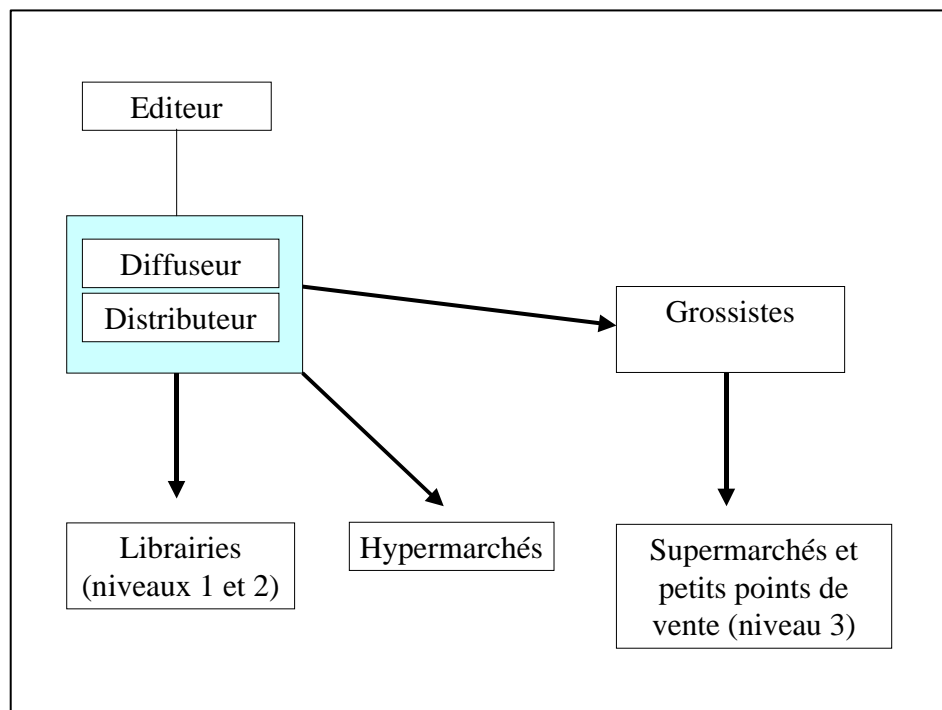 Editeur
Diffuseur
Distributeur
Grossistes
Librairies
(niveaux 1 et 2)
Hypermarchés
Supermarchés et
petits points de
vente (niveau 3)